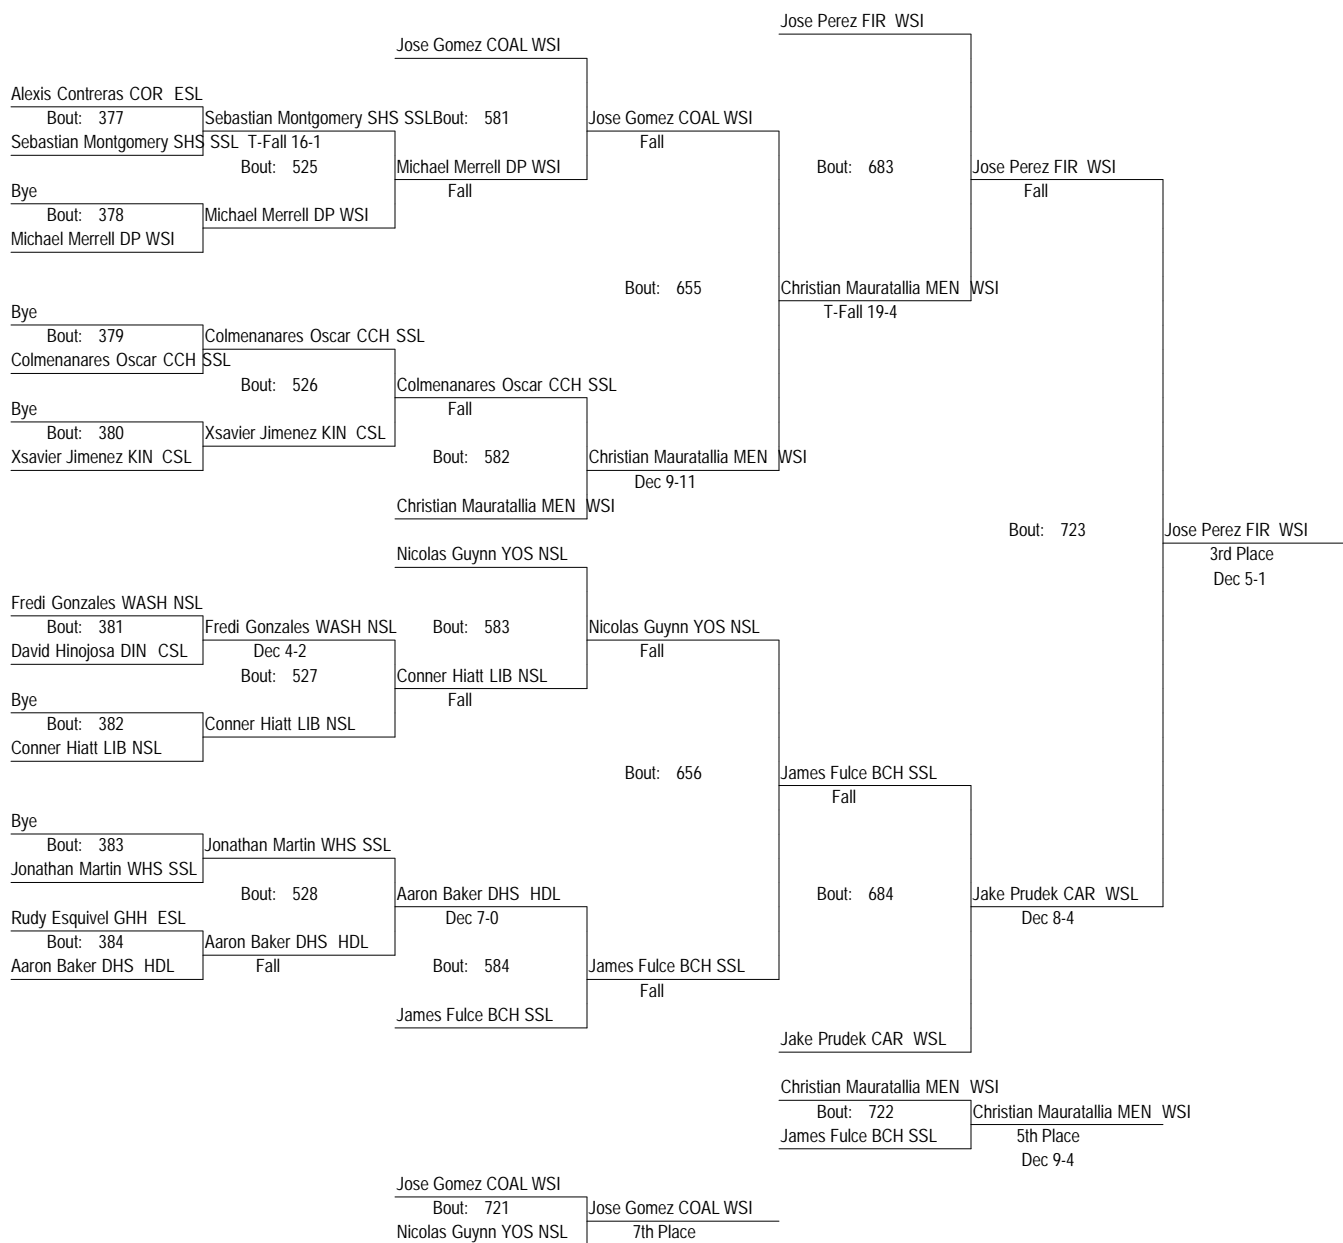 Jose Perez FIR WSI
Jose Gomez COAL WSI
Alexis Contreras COR ESL
Bout: 377
Sebastian Montgomery SHS SSL
Bout: 581
Jose Gomez COAL WSI
Sebastian Montgomery SHS SSL
T-Fall 16-1
Fall
Bout: 525
Michael Merrell DP WSI
Bout: 683
Jose Perez FIR WSI
Bye
Fall
Fall
Bout: 378
Michael Merrell DP WSI
Michael Merrell DP WSI
Bout: 655
Christian Mauratallia MEN WSI
Bye
T-Fall 19-4
Bout: 379
Colmenanares Oscar CCH SSL
Colmenanares Oscar CCH SSL
Bout: 526
Colmenanares Oscar CCH SSL
Bye
Fall
Bout: 380
Xsavier Jimenez KIN CSL
Xsavier Jimenez KIN CSL
Bout: 582
Christian Mauratallia MEN WSI
Dec 9-11
Christian Mauratallia MEN WSI
Bout: 723
Jose Perez FIR WSI
Nicolas Guynn YOS NSL
3rd Place
Dec 5-1
Fredi Gonzales WASH NSL
Bout: 381
Fredi Gonzales WASH NSL
Bout: 583
Nicolas Guynn YOS NSL
David Hinojosa DIN CSL
Dec 4-2
Fall
Bout: 527
Conner Hiatt LIB NSL
Bye
Fall
Bout: 382
Conner Hiatt LIB NSL
Conner Hiatt LIB NSL
Bout: 656
James Fulce BCH SSL
Fall
Bye
Bout: 383
Jonathan Martin WHS SSL
Jonathan Martin WHS SSL
Bout: 528
Aaron Baker DHS HDL
Bout: 684
Jake Prudek CAR WSL
Rudy Esquivel GHH ESL
Dec 7-0
Dec 8-4
Bout: 384
Aaron Baker DHS HDL
Aaron Baker DHS HDL
Fall
Bout: 584
James Fulce BCH SSL
Fall
James Fulce BCH SSL
Jake Prudek CAR WSL
Christian Mauratallia MEN WSI
Bout: 722
Christian Mauratallia MEN WSI
James Fulce BCH SSL
5th Place
Dec 9-4
Jose Gomez COAL WSI
Bout: 721
Jose Gomez COAL WSI
Nicolas Guynn YOS NSL
7th Place